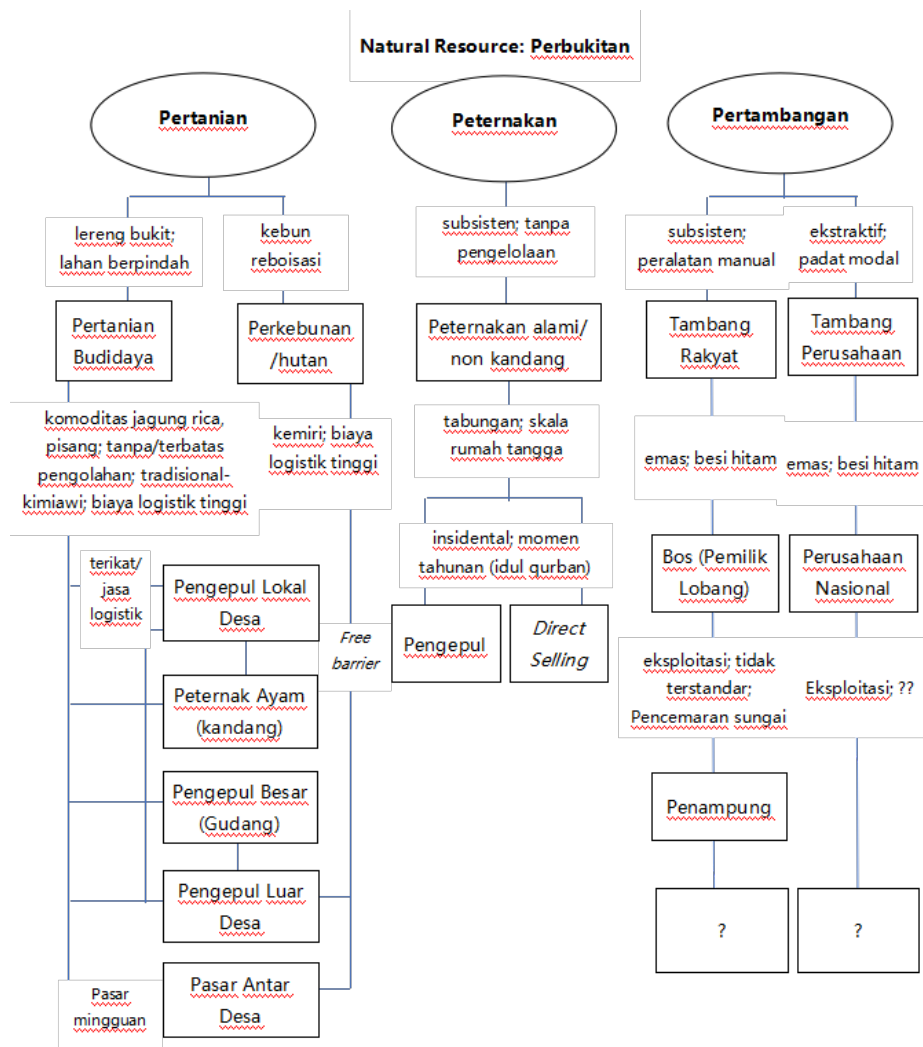 Natural Resource: Perbukitan
Pertanian
Peternakan
Pertambangan
lereng bukit;
lahan berpindah
kebun
reboisasi
subsisten; tanpa
pengelolaan
subsisten;
peralatan manual
ekstraktif;
padat modal
Pertanian
Budidaya
Perkebunan
/hutan
Peternakan alami/
non kandang
Tambang
Rakyat
Tambang
Perusahaan
komoditas jagung rica,
pisang; tanpa/terbatas
pengolahan; tradisional-
kimiawi; biaya logistik tinggi
kemiri; biaya
logistik tinggi
tabungan; skala
rumah tangga
emas; besi hitam
emas; besi hitam
insidental; momen
tahunan (idul qurban)
terikat/
jasa
logistik
Pengepul Lokal
Desa
Free
barrier
Pengepul
Direct
Selling
Bos (Pemilik
Lobang)
Perusahaan
Nasional
Peternak Ayam
(kandang)
eksploitasi; tidak
terstandar;
Pencemaran sungai
Eksploitasi; ??
Pengepul Besar
(Gudang)
Penampung
Pengepul Luar
Desa
?
?
Pasar
mingguan
Pasar Antar
Desa